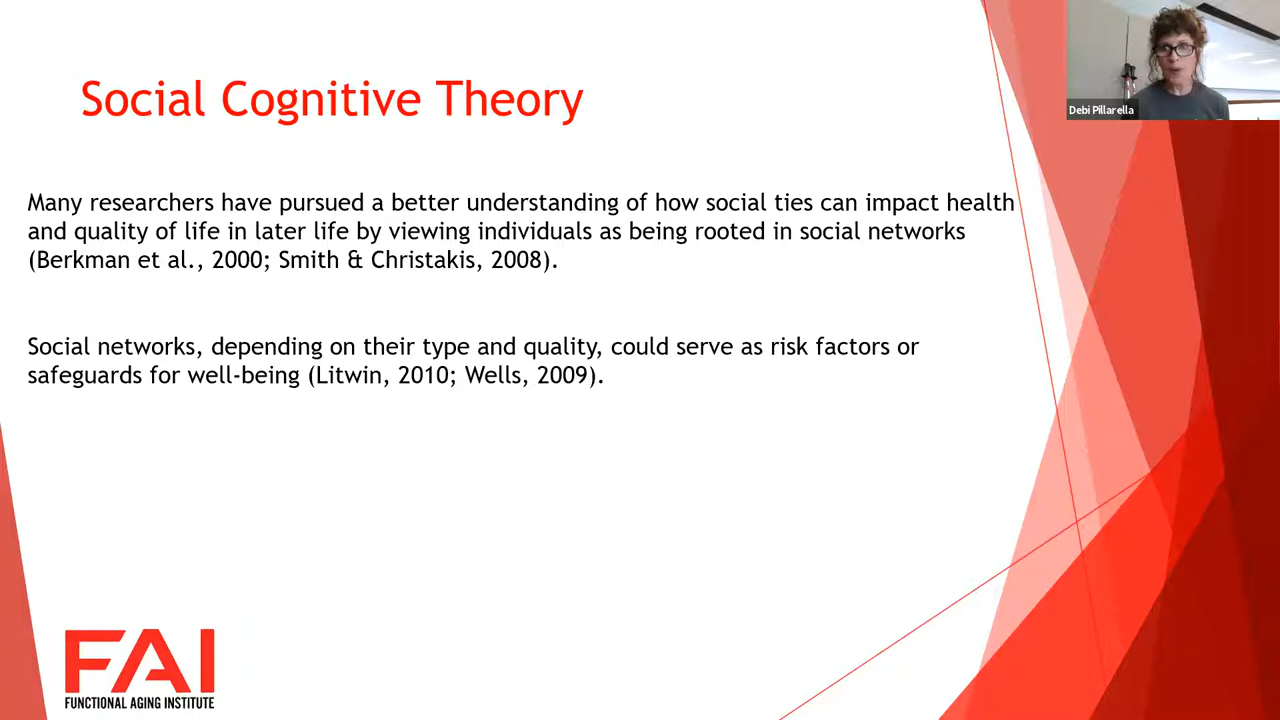 Social Cognitive Theory
Debi Pillarella
Many researchers have pursued a better understanding of how social ties can impact health
and quality of life in later life by viewing individuals as being rooted in social networks
(Berkman et al., 2000; Smith & Christakis, 2008).
Social networks, depending on their type and quality, could serve as risk factors or
safeguards for well-being (Litwin, 2010; Wells, 2009).
FAI
FUNCTIONAL AGING INSTITUTE